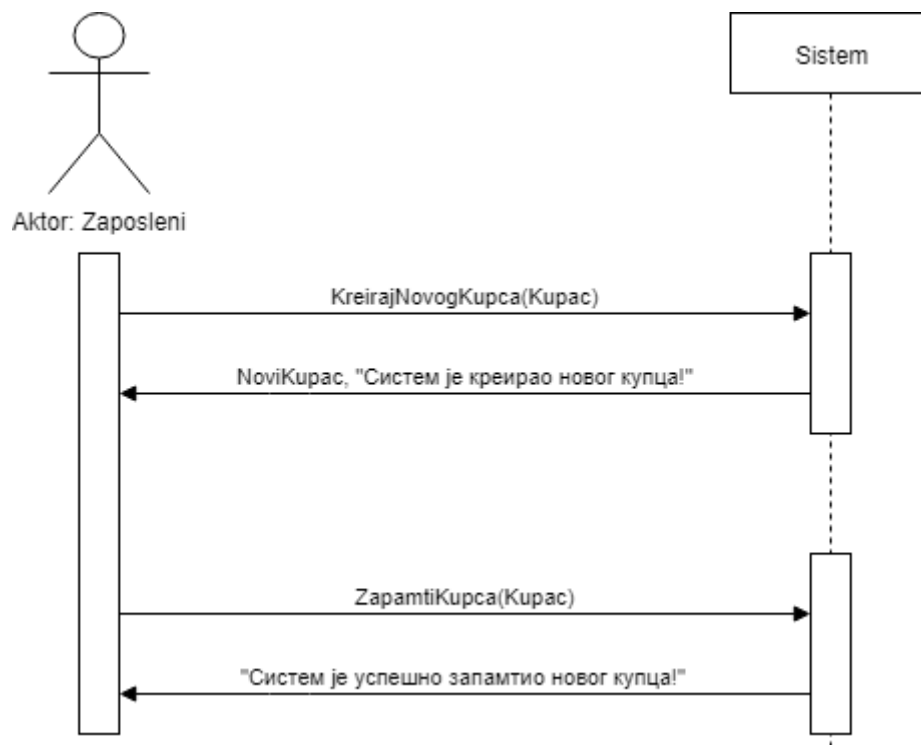 Sistem
Aktor: Zaposleni
KreirajNovogKupca(Kupac)
NoviKupac, "Систем је креирао новог купца!"
ZapamtiKupca(Kupac)
"Систем је успешно запамтио новог купца!"